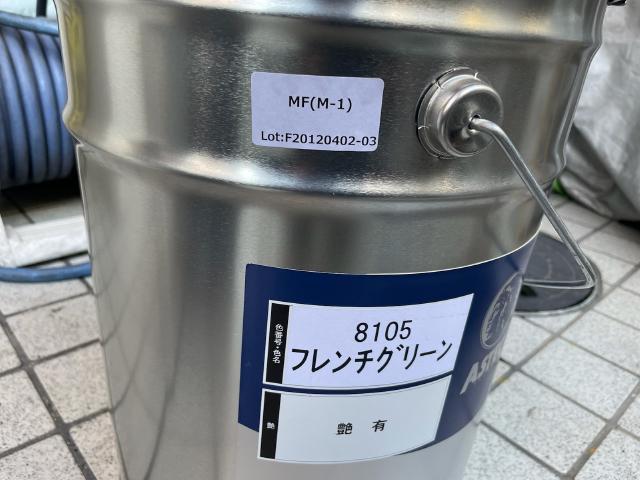 MF(M-1)
Lot:F20120402-03
色番号・色名
8105
フレンチグリーン
艶
艶 有